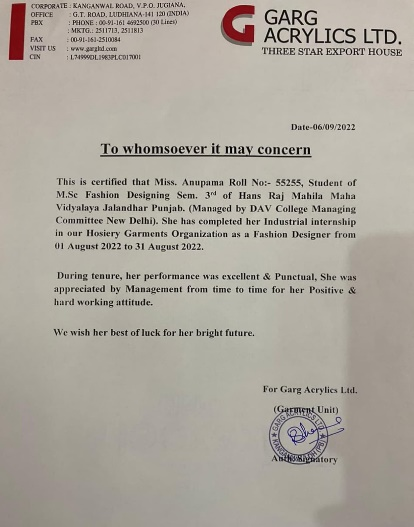 CORPORATE : KANGANWAL ROAD, V.P.O. JUGIANA,
OFFICE : G.T. ROAD, LUDHIANA-141 120 (INDIA)
PBX : PHONE : 00-91-161 4692500 (30 Lines)
: MKTG.: 2511713, 2511813
FAX : 00-91-161-2510084
VISIT US : www.gargltd.com
CIN : L74999DL1983PLC017001
GARG
ACRYLICS LTD.
THREE STAR EXPORT HOUSE
Date-06/09/2022
To whomsoever it may concern
This is certified that Miss. Anupama Roll No:- 55255, Student of
M.Sc Fashion Designing Sem. 3rd of Hans Raj Mahila Maha
Vidyalaya Jalandhar Punjab. (Managed by DAV College Managing
Committee New Delhi). She has completed her Industrial internship
in our Hosiery Garments Organization as a Fashion Designer from
01 August 2022 to 31 August 2022.
During tenure, her performance was excellent & Punctual, She was
appreciated by Management from time to time for her Positive &
hard working attitude.
We wish her best of luck for her bright future.
For Garg Acrylics Ltd.
(Garment Unit)
GARG ACRYLICS LTD
Auth. Signatory